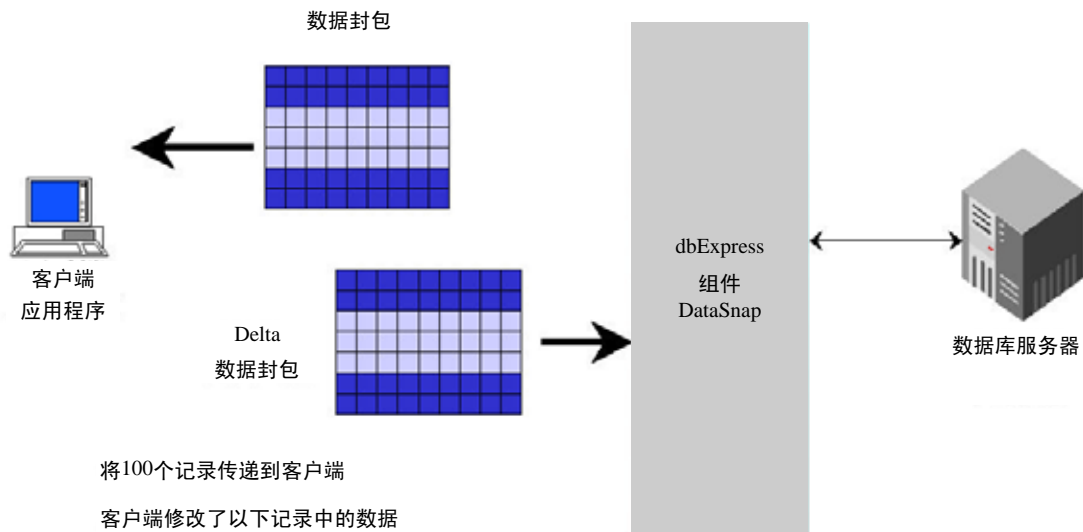 数据封包
客户端
应用程序
Delta
数据封包
dbExpress
组件
DataSnap
数据库服务器
将100个记录传递到客户端
客户端修改了以下记录中的数据